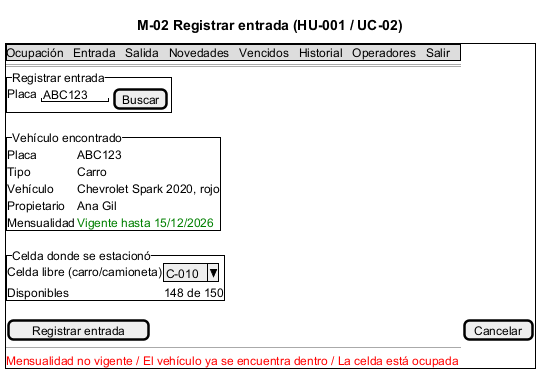 M-02 Registrar entrada (HU-001 / UC-02)
Ocupación Entrada Salida Novedades Vencidos Historial Operadores Salir
Registrar entrada
Placa ABC123 Buscar
Vehículo encontrado
Placa ABC123
Tipo Carro
Vehículo Chevrolet Spark 2020, rojo
Propietario Ana Gil
Mensualidad Vigente hasta 15/12/2026
Celda donde se estacionó
Celda libre (carro/camioneta) C-010
Disponibles 148 de 150
Registrar entrada Cancelar
Mensualidad no vigente / El vehículo ya se encuentra dentro / La celda está ocupada